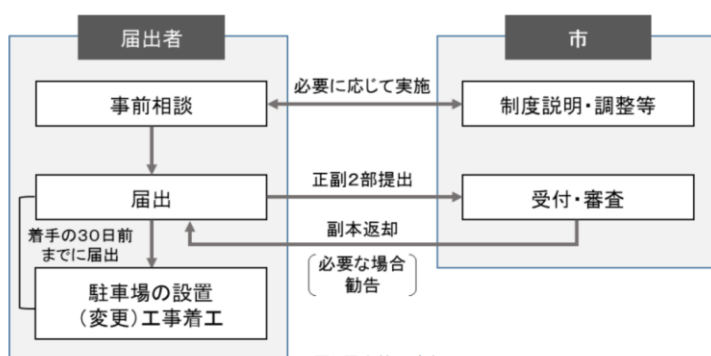 届出者
市
事前相談
必要に応じて実施
制度説明・調整等
届出
正副2部提出
受付・審査
着手の30日前
までに届出
副本返却
必要な場合
勧告
駐車場の設置
（変更）工事着工